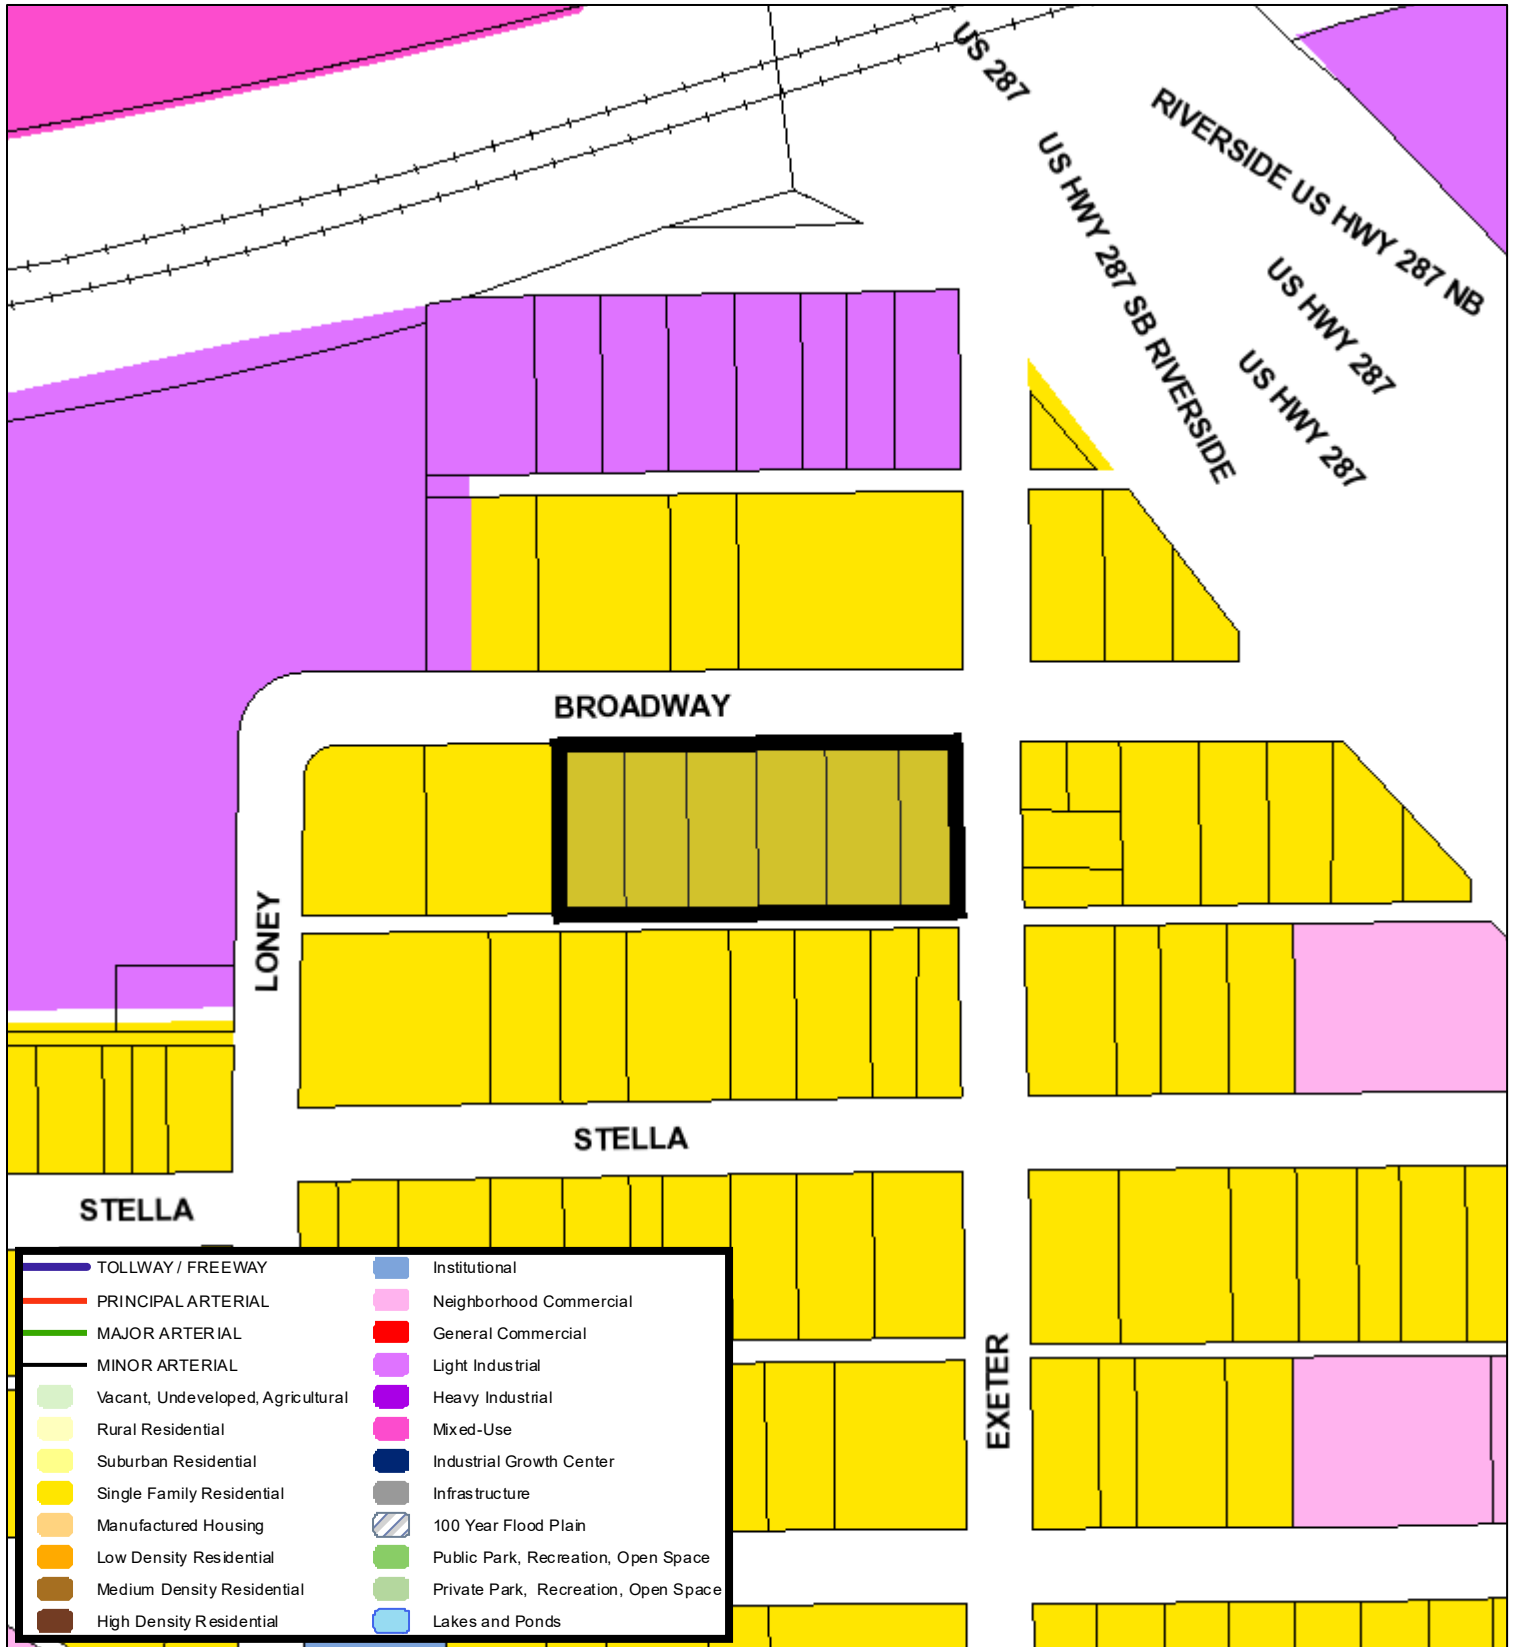 US 287
RIVERSIDE US HWY 287 NB
US HWY 287 SB RIVERSIDE
US HWY 287
US HWY 287
BROADWAY
LONEY
STELLA
STELLA
EXETER
TOLLWAY / FREEWAY
PRINCIPAL ARTERIAL
MAJOR ARTERIAL
MINOR ARTERIAL
Vacant, Undeveloped, Agricultural
Rural Residential
Suburban Residential
Single Family Residential
Manufactured Housing
Low Density Residential
Medium Density Residential
High Density Residential
Institutional
Neighborhood Commercial
General Commercial
Light Industrial
Heavy Industrial
Mixed-Use
Industrial Growth Center
Infrastructure
100 Year Flood Plain
Public Park, Recreation, Open Space
Private Park, Recreation, Open Space
Lakes and Ponds